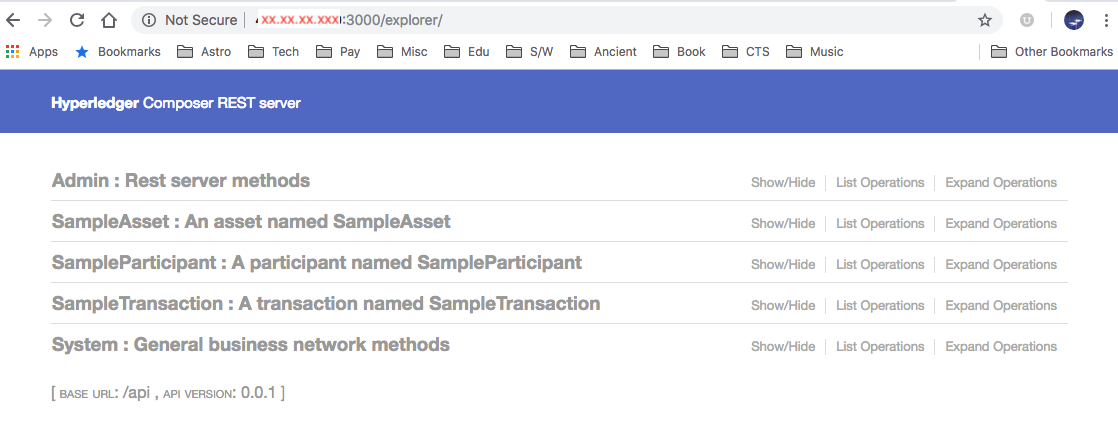 Not Secure | XX.XX.XX.XXX:3000/explorer/
Apps Bookmarks Astro Tech Pay Misc Edu S/W Ancient Book CTS Music Other Bookmarks
Hyperledger Composer REST server
Admin : Rest server methods Show/Hide List Operations Expand Operations
SampleAsset : An asset named SampleAsset Show/Hide List Operations Expand Operations
SampleParticipant : A participant named SampleParticipant Show/Hide List Operations Expand Operations
SampleTransaction : A transaction named SampleTransaction Show/Hide List Operations Expand Operations
System : General business network methods Show/Hide List Operations Expand Operations
[ BASE URL: /api , API VERSION: 0.0.1 ]